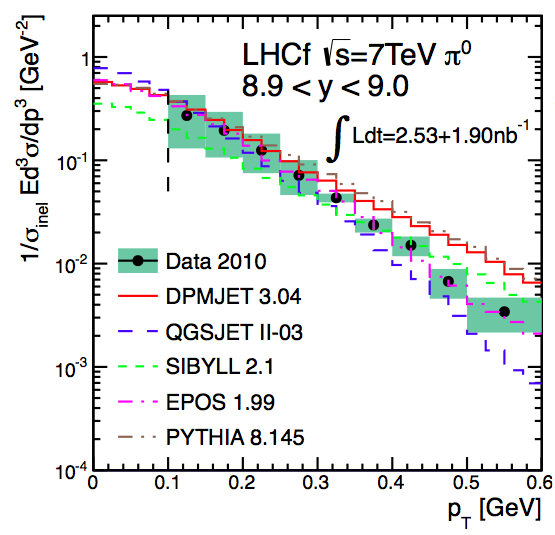 LHCf √s=7TeV π⁰
8.9 < y < 9.0
∫ Ldt=2.53+1.90nb⁻¹
1/σ_inel Ed³σ/dp³ [GeV⁻²]
1
10⁻¹
10⁻²
10⁻³
10⁻⁴
Data 2010
DPMJET 3.04
QGSJET II-03
SIBYLL 2.1
EPOS 1.99
PYTHIA 8.145
0 0.1 0.2 0.3 0.4 0.5 0.6
p_T [GeV]